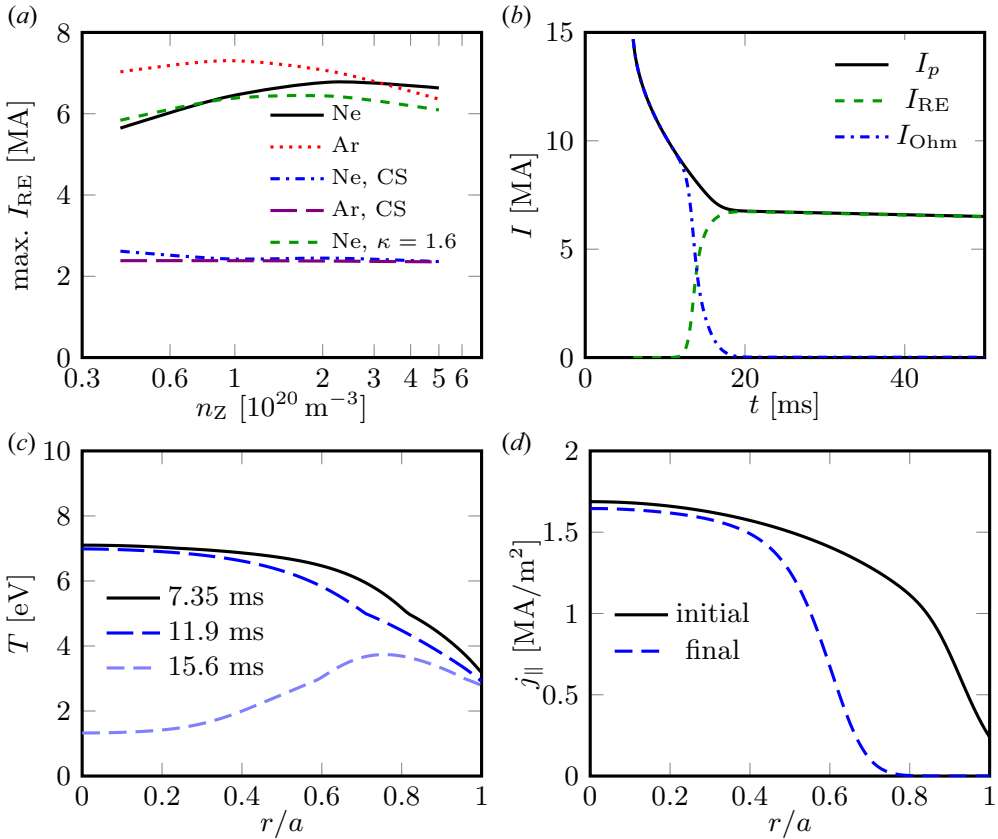 (a)
max. I_RE [MA]
8
6
4
2
0
0.3 0.6 1 2 3 4 5 6
n_Z [10^20 m^−3]
Ne
Ar
Ne, CS
Ar, CS
Ne, κ = 1.6
(b)
I [MA]
15
10
5
0
0 20 40
t [ms]
I_p
I_RE
I_Ohm
(c)
T [eV]
10
8
6
4
2
0
0 0.2 0.4 0.6 0.8 1
r/a
7.35 ms
11.9 ms
15.6 ms
(d)
j_∥ [MA/m^2]
2
1.5
1
0.5
0
0 0.2 0.4 0.6 0.8 1
r/a
initial
final